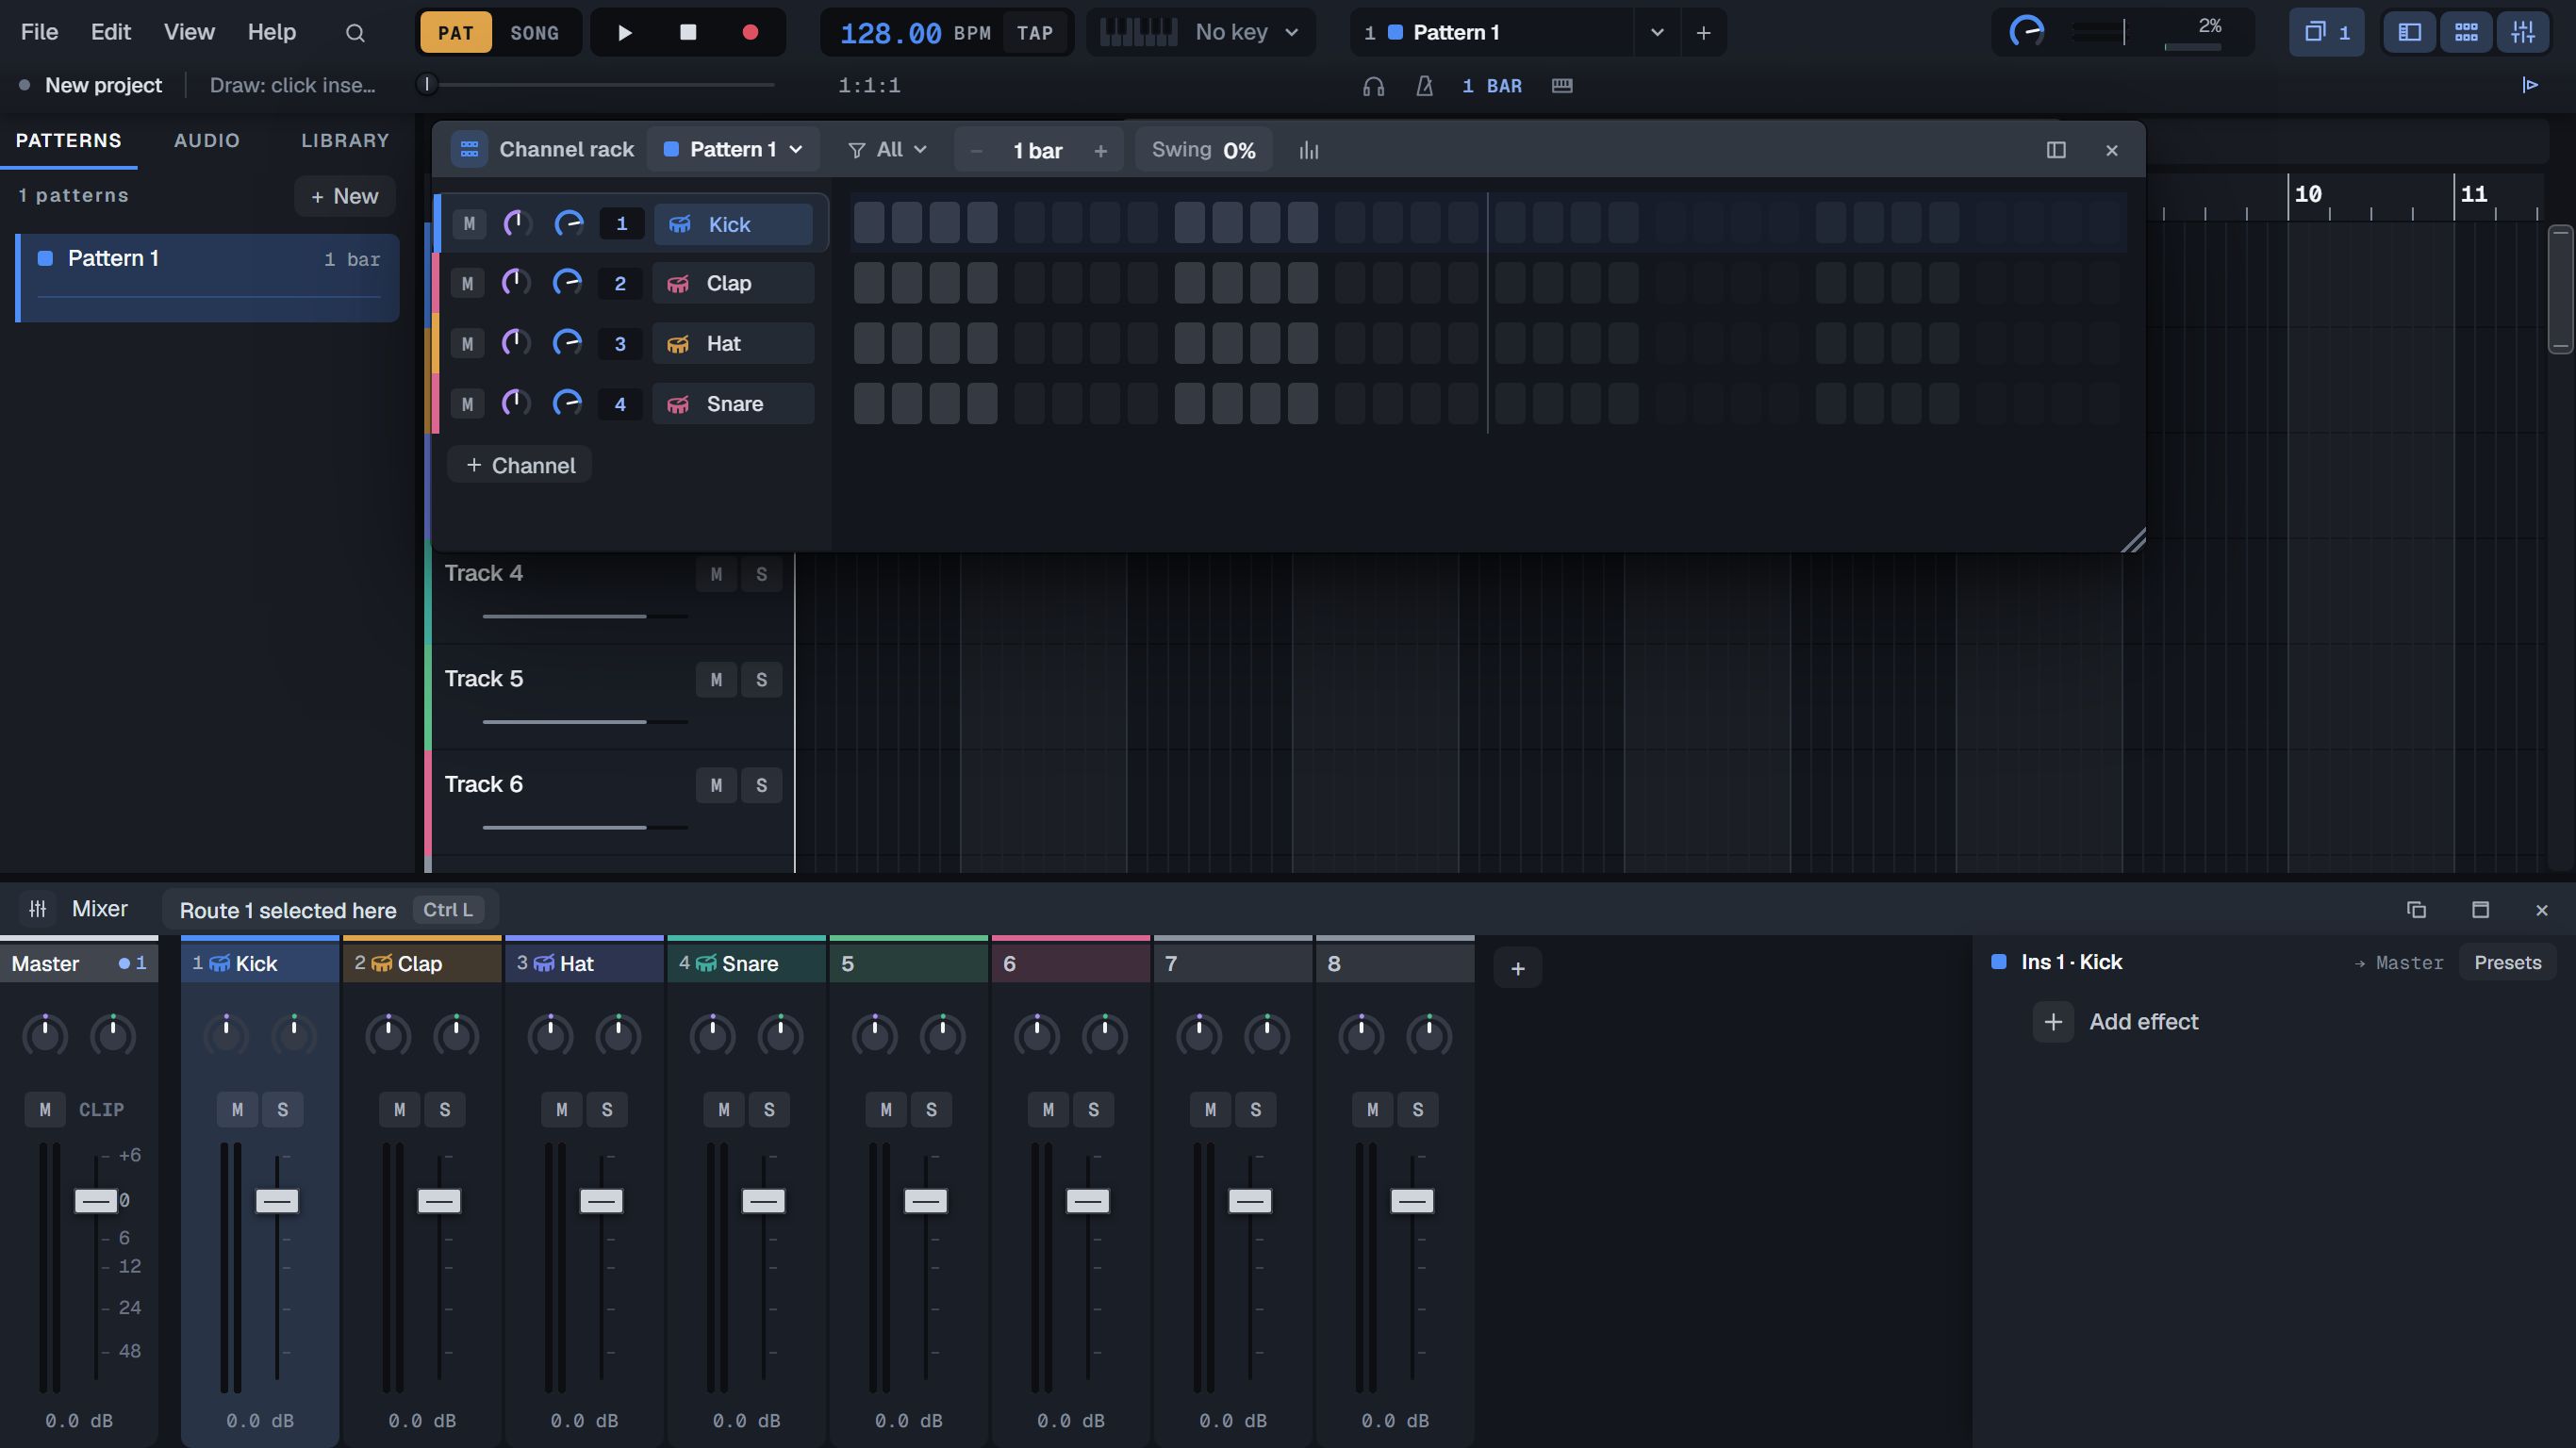 File Edit View Help PAT SONG 128.00 BPM TAP No key 1 Pattern 1 2% 1
New project Draw: click inse... 1:1:1 1 BAR
PATTERNS AUDIO LIBRARY
Channel rack Pattern 1 All 1 bar Swing 0%
1 patterns + New
10 11
Pattern 1 1 bar
M 1 Kick
M 2 Clap
M 3 Hat
M 4 Snare
+ Channel
Track 4 M S
Track 5 M S
Track 6 M S
Mixer Route 1 selected here Ctrl L
Master 1 1 Kick 2 Clap 3 Hat 4 Snare 5 6 7 8 +
Ins 1 · Kick → Master Presets
+ Add effect
M CLIP M S M S M S M S M S M S M S M S
+6
0
6
12
24
48
0.0 dB 0.0 dB 0.0 dB 0.0 dB 0.0 dB 0.0 dB 0.0 dB 0.0 dB 0.0 dB